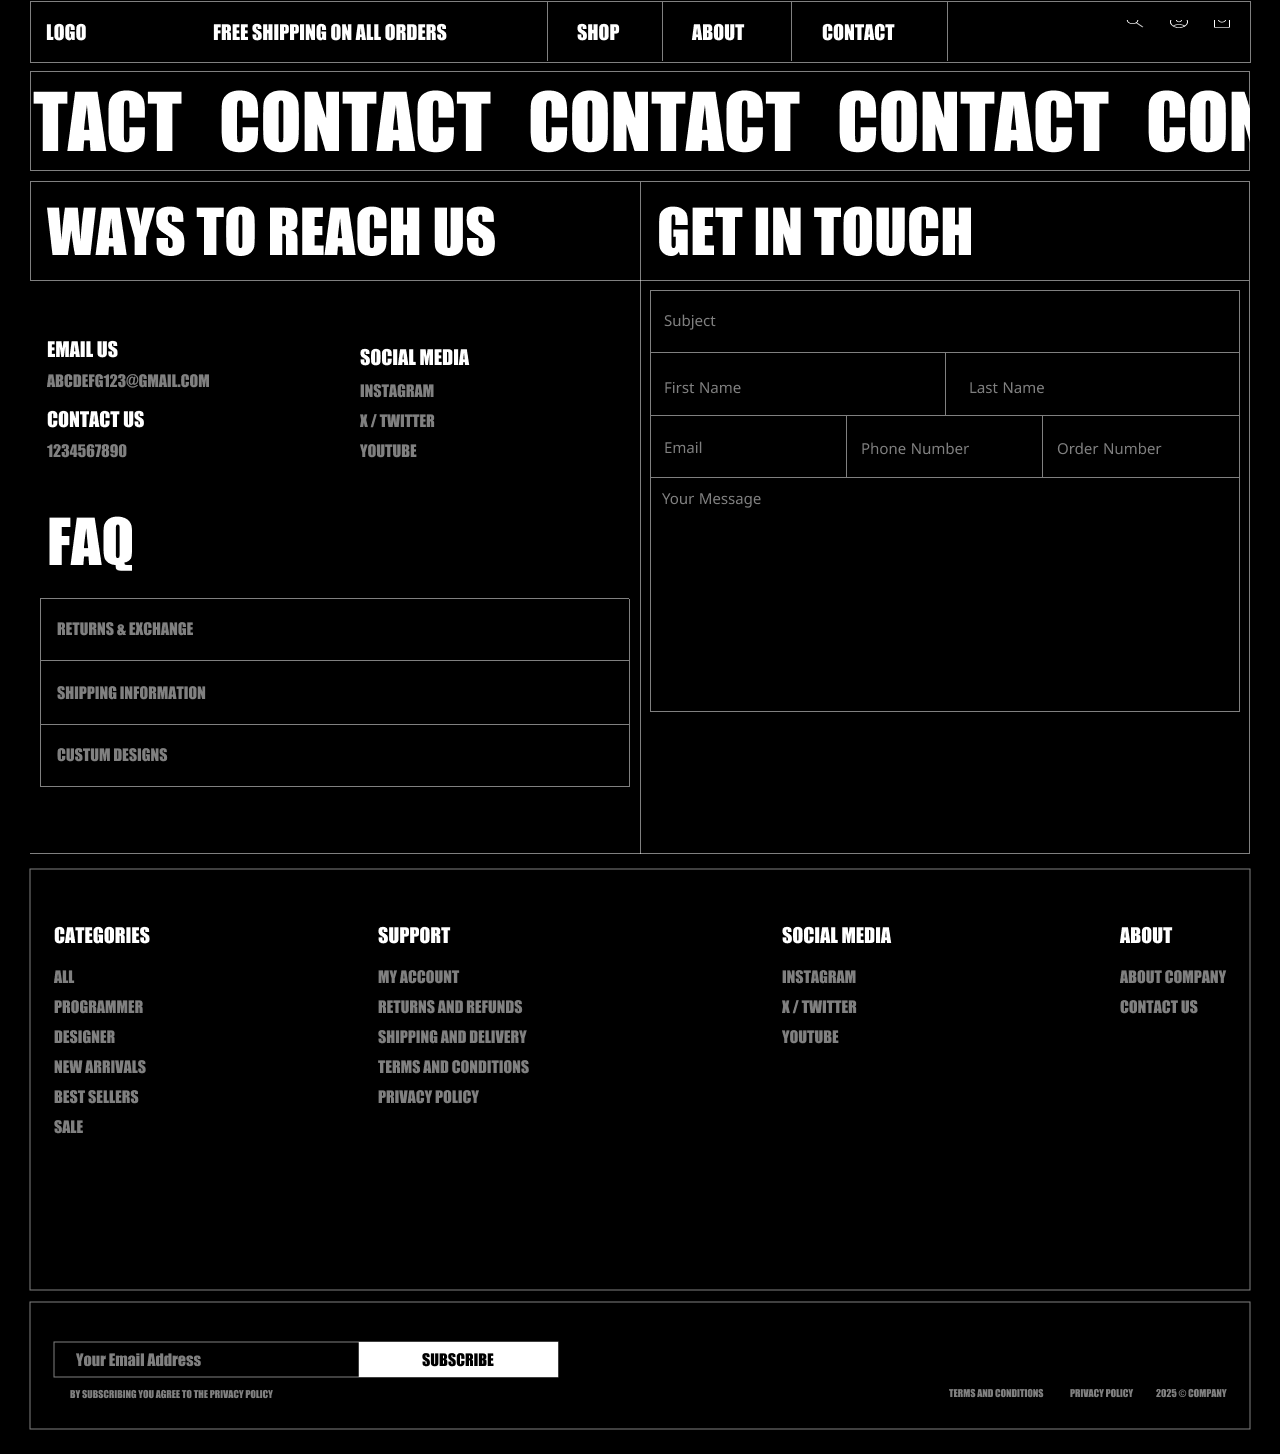 LOGO FREE SHIPPING ON ALL ORDERS SHOP ABOUT CONTACT
TACT CONTACT CONTACT CONTACT CON
WAYS TO REACH US
EMAIL US
ABCDEFG123@GMAIL.COM
CONTACT US
1234567890
SOCIAL MEDIA
INSTAGRAM
X / TWITTER
YOUTUBE
FAQ
RETURNS & EXCHANGE
SHIPPING INFORMATION
CUSTUM DESIGNS
GET IN TOUCH
Subject
First Name Last Name
Email Phone Number Order Number
Your Message
CATEGORIES
ALL
PROGRAMMER
DESIGNER
NEW ARRIVALS
BEST SELLERS
SALE
SUPPORT
MY ACCOUNT
RETURNS AND REFUNDS
SHIPPING AND DELIVERY
TERMS AND CONDITIONS
PRIVACY POLICY
SOCIAL MEDIA
INSTAGRAM
X / TWITTER
YOUTUBE
ABOUT
ABOUT COMPANY
CONTACT US
Your Email Address SUBSCRIBE
BY SUBSCRIBING YOU AGREE TO THE PRIVACY POLICY
TERMS AND CONDITIONS PRIVACY POLICY 2025 © COMPANY